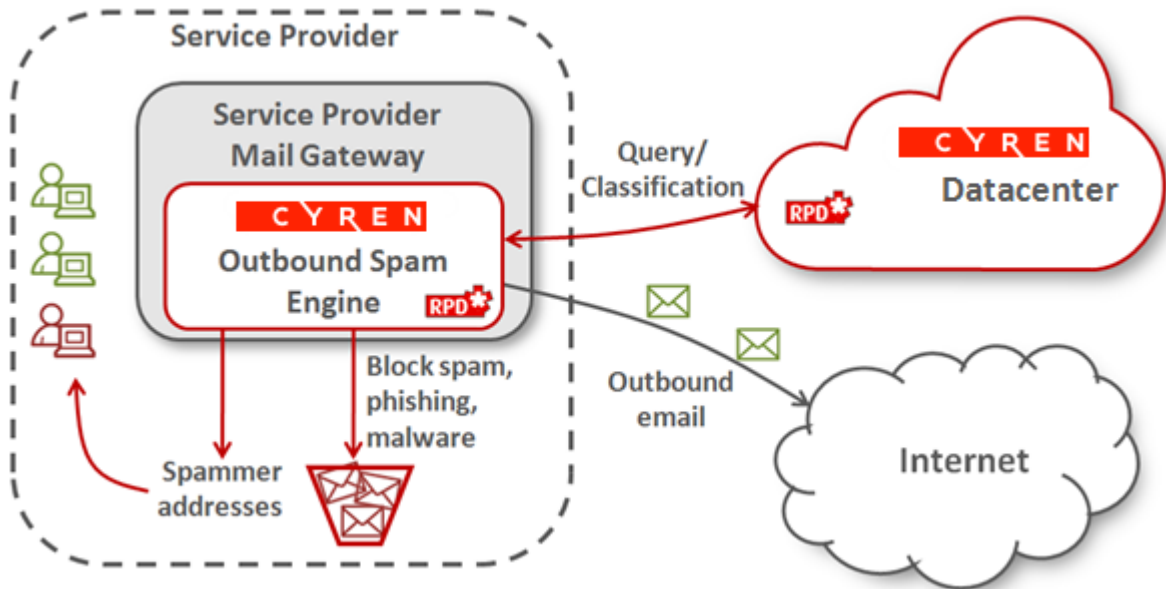 Service Provider
Service Provider
Mail Gateway
CYREN
Outbound Spam
Engine
RPD*
Query/
Classification
CYREN
Datacenter
RPD*
Block spam,
phishing,
malware
Spammer
addresses
Outbound
email
Internet